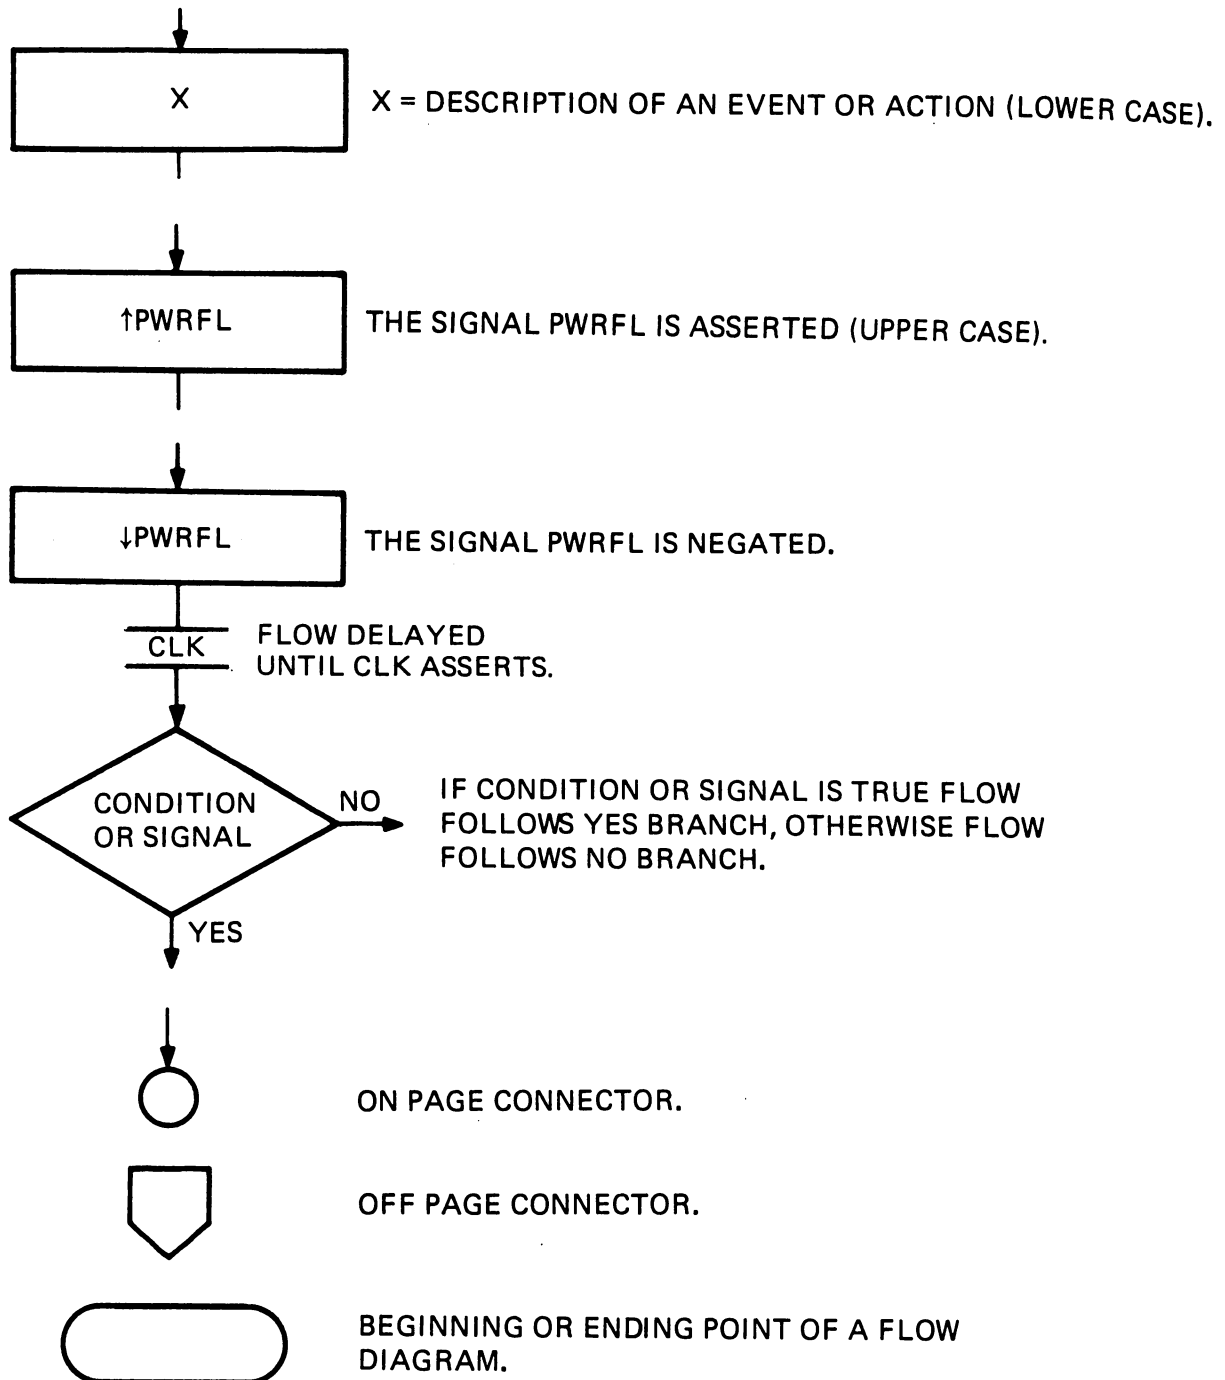 X
X = DESCRIPTION OF AN EVENT OR ACTION (LOWER CASE).
↑PWRFL
THE SIGNAL PWRFL IS ASSERTED (UPPER CASE).
↓PWRFL
THE SIGNAL PWRFL IS NEGATED.
CLK
FLOW DELAYED
UNTIL CLK ASSERTS.
CONDITION
OR SIGNAL
NO
IF CONDITION OR SIGNAL IS TRUE FLOW
FOLLOWS YES BRANCH, OTHERWISE FLOW
FOLLOWS NO BRANCH.
YES
ON PAGE CONNECTOR.
OFF PAGE CONNECTOR.
BEGINNING OR ENDING POINT OF A FLOW
DIAGRAM.